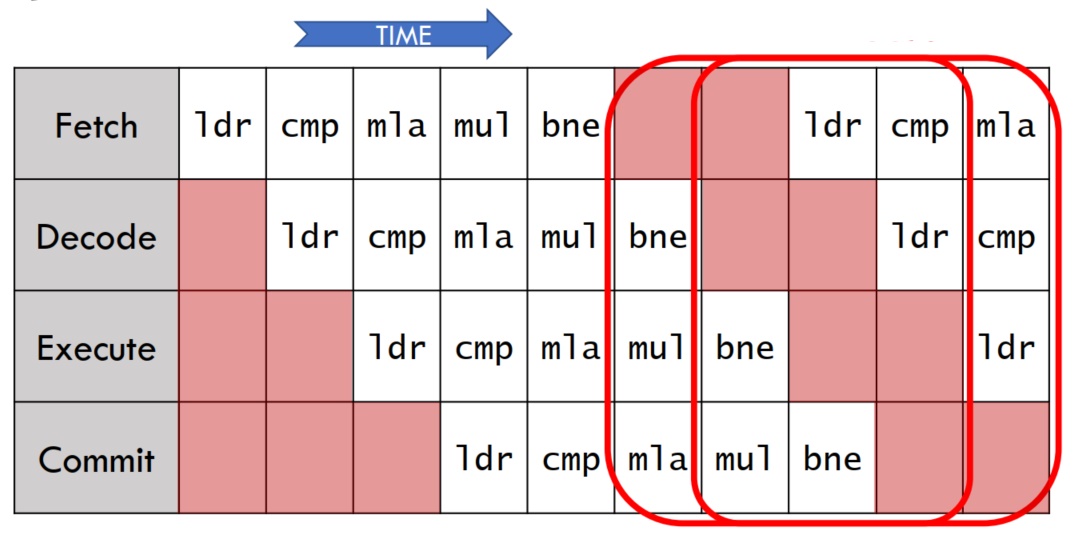 TIME
Fetch ldr cmp mla mul bne ldr cmp mla
Decode ldr cmp mla mul bne ldr cmp
Execute ldr cmp mla mul bne ldr
Commit ldr cmp mla mul bne